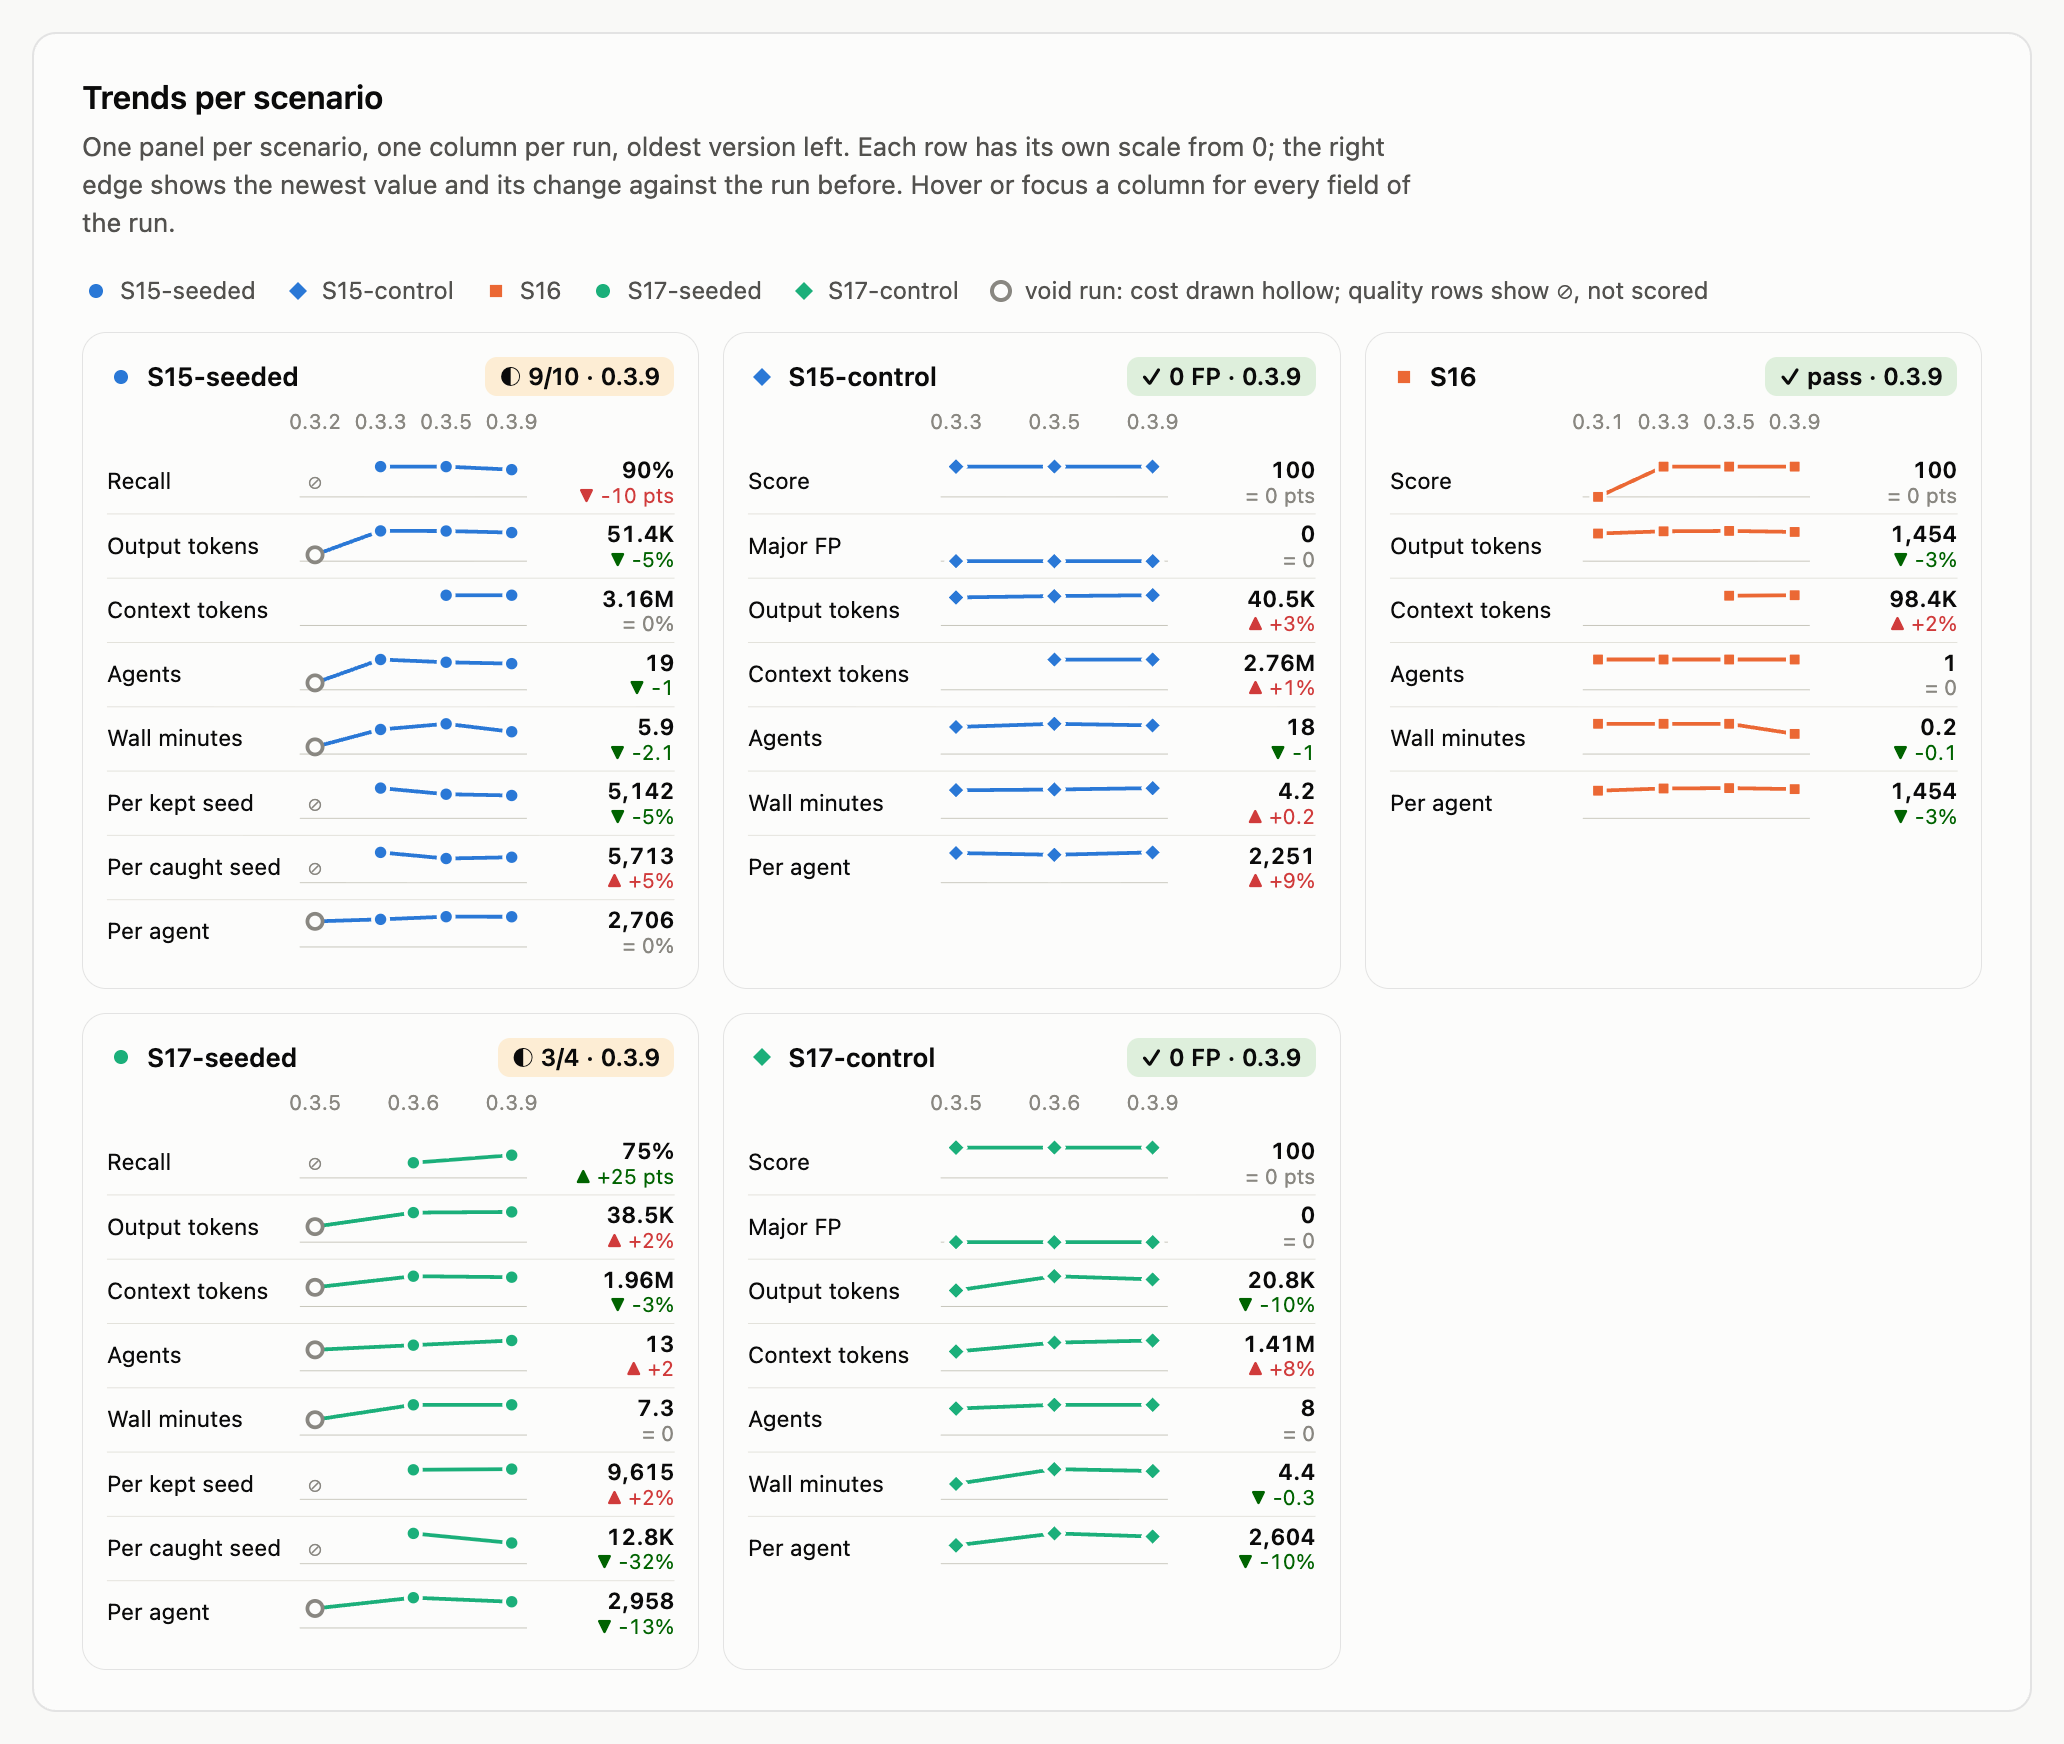 Trends per scenario
One panel per scenario, one column per run, oldest version left. Each row has its own scale from 0; the right
edge shows the newest value and its change against the run before. Hover or focus a column for every field of
the run.
S15-seeded S15-control S16 S17-seeded S17-control void run: cost drawn hollow; quality rows show ⊘, not scored
S15-seeded ◐ 9/10 · 0.3.9
0.3.2 0.3.3 0.3.5 0.3.9
Recall ⊘ 90%
▼ -10 pts
Output tokens 51.4K
▼ -5%
Context tokens 3.16M
= 0%
Agents 19
▼ -1
Wall minutes 5.9
▼ -2.1
Per kept seed ⊘ 5,142
▼ -5%
Per caught seed ⊘ 5,713
▲ +5%
Per agent 2,706
= 0%
S15-control ✓ 0 FP · 0.3.9
0.3.3 0.3.5 0.3.9
Score 100
= 0 pts
Major FP 0
= 0
Output tokens 40.5K
▲ +3%
Context tokens 2.76M
▲ +1%
Agents 18
▼ -1
Wall minutes 4.2
▲ +0.2
Per agent 2,251
▲ +9%
S16 ✓ pass · 0.3.9
0.3.1 0.3.3 0.3.5 0.3.9
Score 100
= 0 pts
Output tokens 1,454
▼ -3%
Context tokens 98.4K
▲ +2%
Agents 1
= 0
Wall minutes 0.2
▼ -0.1
Per agent 1,454
▼ -3%
S17-seeded ◐ 3/4 · 0.3.9
0.3.5 0.3.6 0.3.9
Recall ⊘ 75%
▲ +25 pts
Output tokens 38.5K
▲ +2%
Context tokens 1.96M
▼ -3%
Agents 13
▲ +2
Wall minutes 7.3
= 0
Per kept seed ⊘ 9,615
▲ +2%
Per caught seed ⊘ 12.8K
▼ -32%
Per agent 2,958
▼ -13%
S17-control ✓ 0 FP · 0.3.9
0.3.5 0.3.6 0.3.9
Score 100
= 0 pts
Major FP 0
= 0
Output tokens 20.8K
▼ -10%
Context tokens 1.41M
▲ +8%
Agents 8
= 0
Wall minutes 4.4
▼ -0.3
Per agent 2,604
▼ -10%